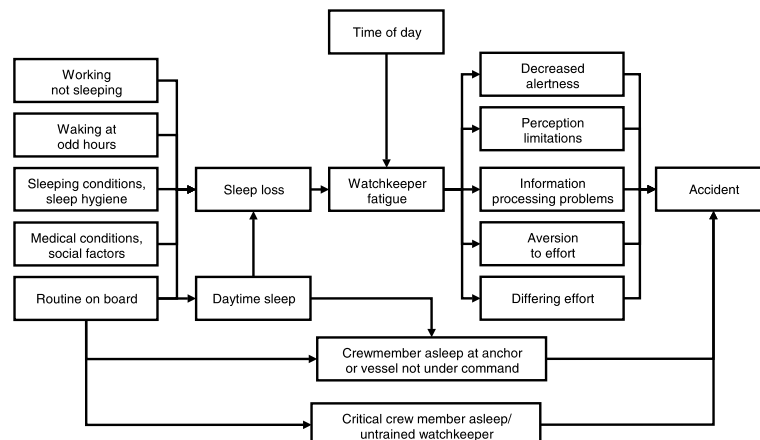 Time of day
Working
not sleeping
Waking at
odd hours
Sleeping conditions,
sleep hygiene
Medical conditions,
social factors
Routine on board
Sleep loss
Daytime sleep
Watchkeeper
fatigue
Decreased
alertness
Perception
limitations
Information
processing problems
Aversion
to effort
Differing effort
Accident
Crewmember asleep at anchor
or vessel not under command
Critical crew member asleep/
untrained watchkeeper